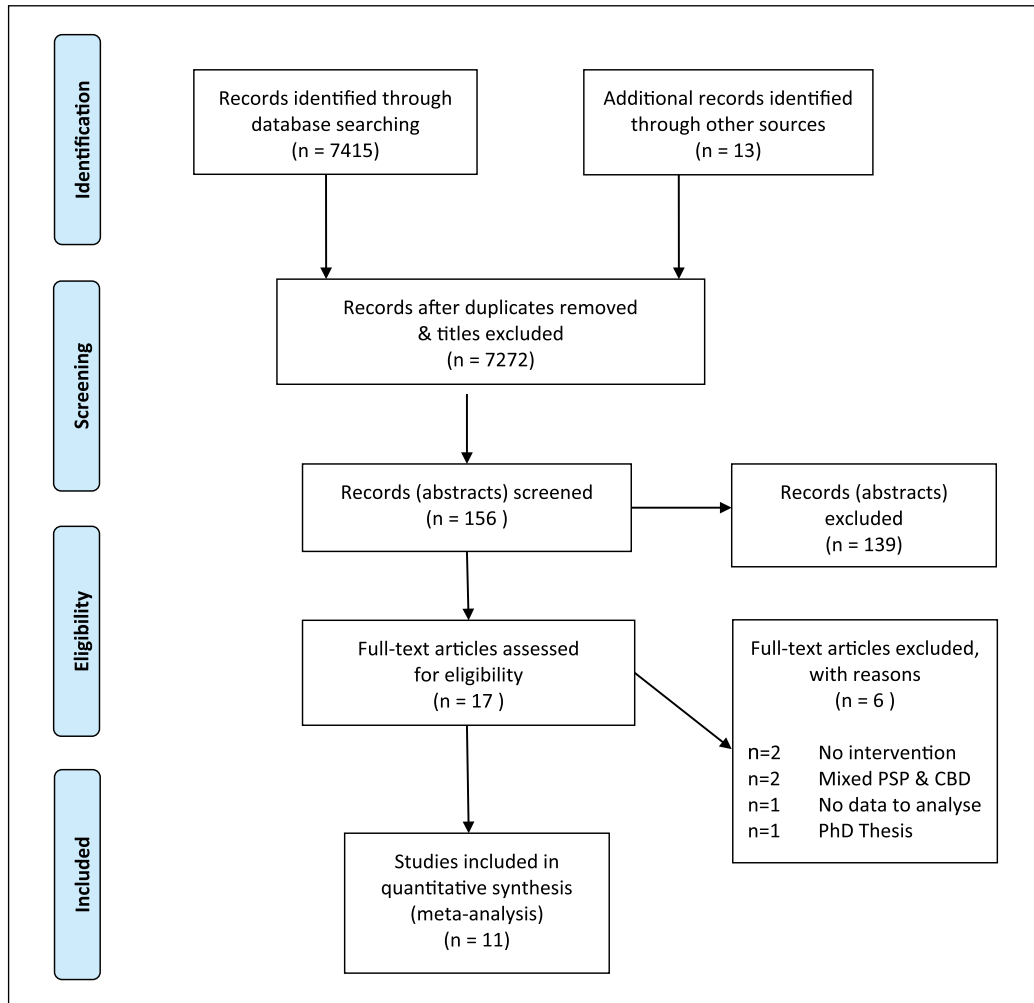 Identification
Records identified through
database searching
(n = 7415)
Additional records identified
through other sources
(n = 13)
Screening
Records after duplicates removed
& titles excluded
(n = 7272)
Records (abstracts) screened
(n = 156 )
Records (abstracts)
excluded
(n = 139)
Eligibility
Full-text articles assessed
for eligibility
(n = 17 )
Full-text articles excluded,
with reasons
(n = 6 )
n=2 No intervention
n=2 Mixed PSP & CBD
n=1 No data to analyse
n=1 PhD Thesis
Included
Studies included in
quantitative synthesis
(meta-analysis)
(n = 11)